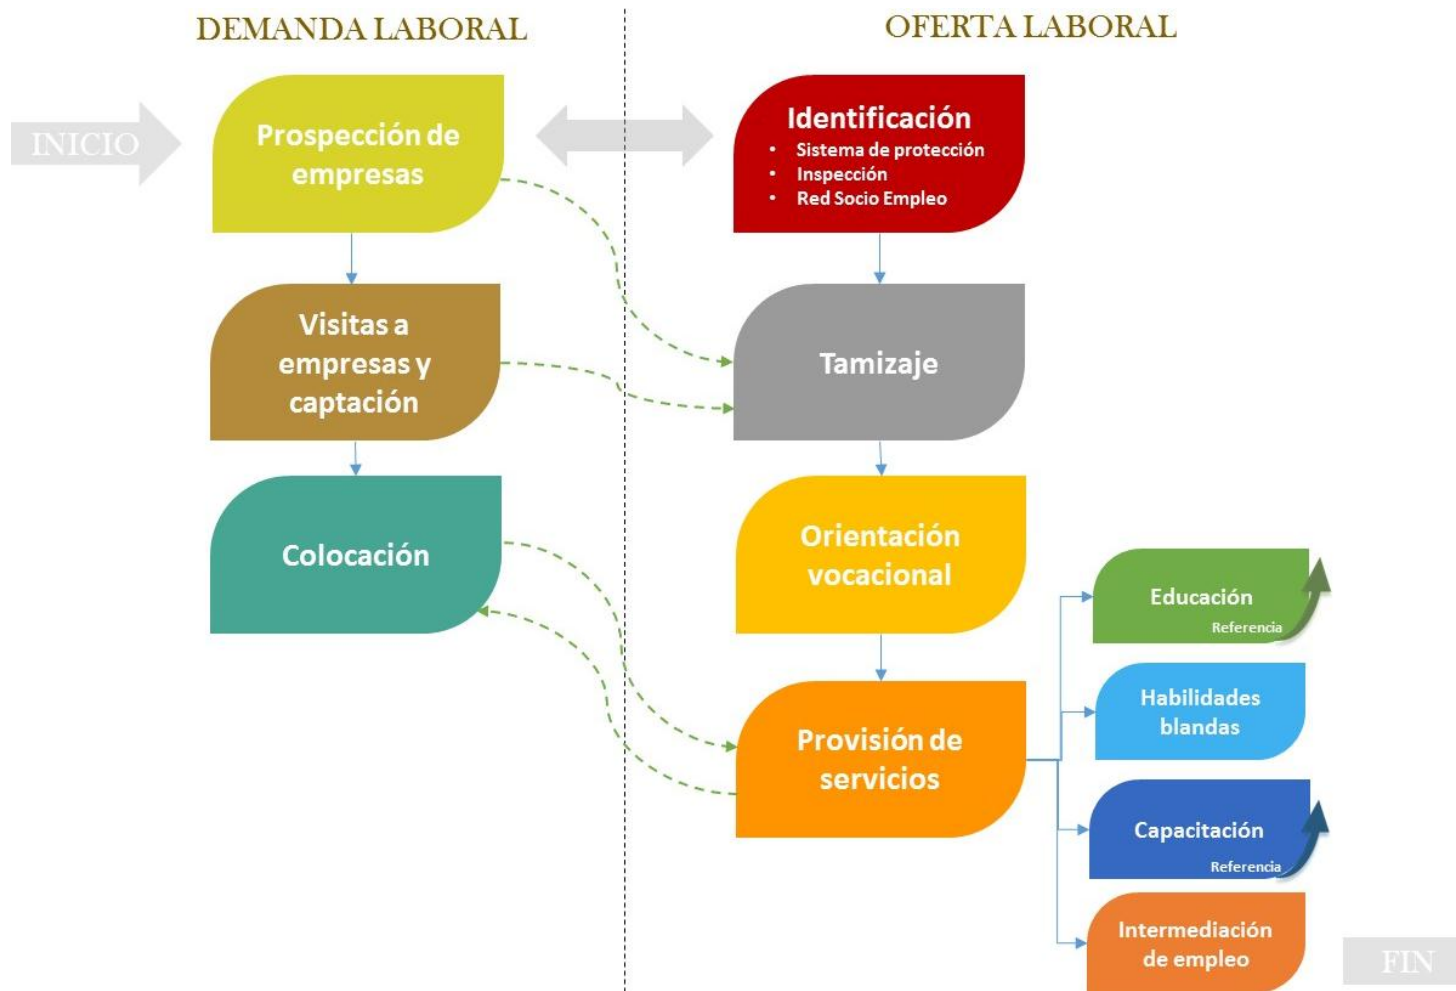 DEMANDA LABORAL
OFERTA LABORAL
INICIO
Prospección de
empresas
Identificación
• Sistema de protección
• Inspección
• Red Socio Empleo
Visitas a
empresas y
captación
Tamizaje
Colocación
Orientación
vocacional
Provisión de
servicios
Educación
Referencia
Habilidades
blandas
Capacitación
Referencia
Intermediación
de empleo
FIN